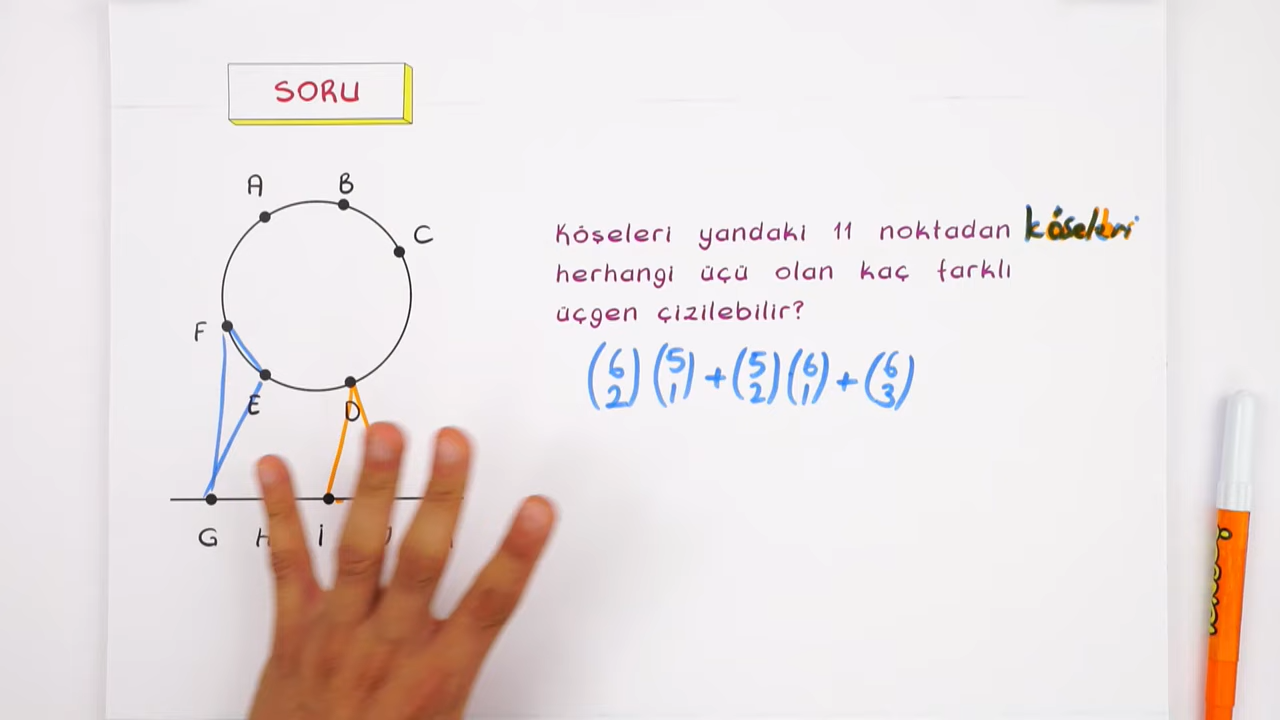 SORU
A
B
C
F
E
D
G H İ
Köşeleri yandaki 11 noktadan köseleri
herhangi üçü olan kaç farklı
üçgen çizilebilir?
(6 2) (5 1) + (5 2) (6 1) + (6 3)